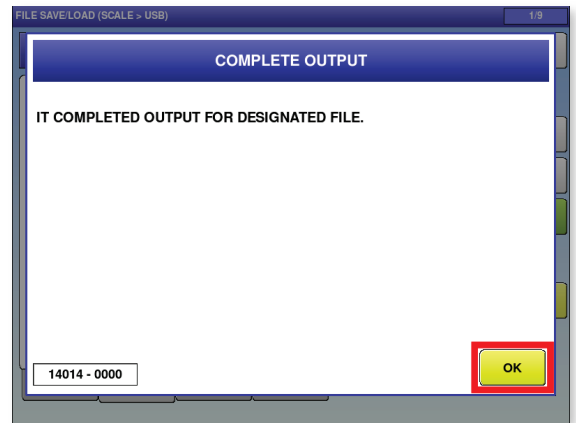 FILE SAVE/LOAD (SCALE > USB) 1/9
COMPLETE OUTPUT
IT COMPLETED OUTPUT FOR DESIGNATED FILE.
14014 - 0000
OK